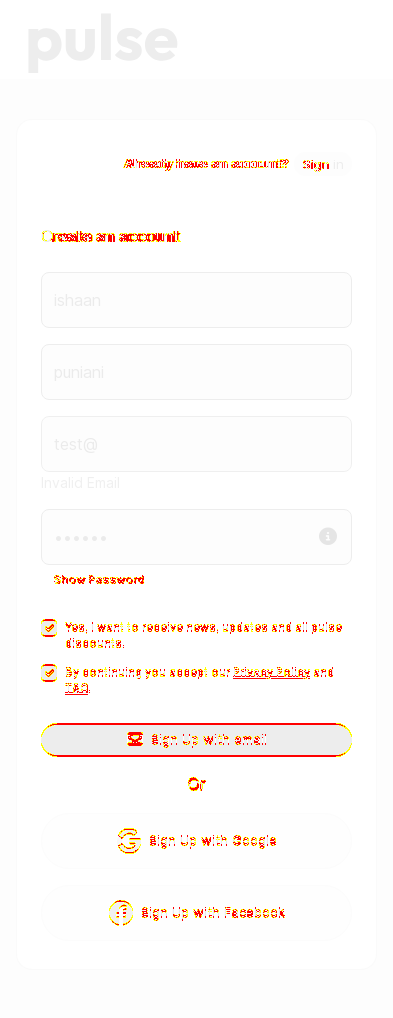 pulse
Already have an account? Sign in
Create an account
ishaan
puniani
test@
Invalid Email
Show Password
Yes, I want to receive news, updates and all pulse
discounts.
By continuing you accept our Privacy Policy and
T&C.
Sign Up with email
Or
Sign Up with Google
Sign Up with Facebook